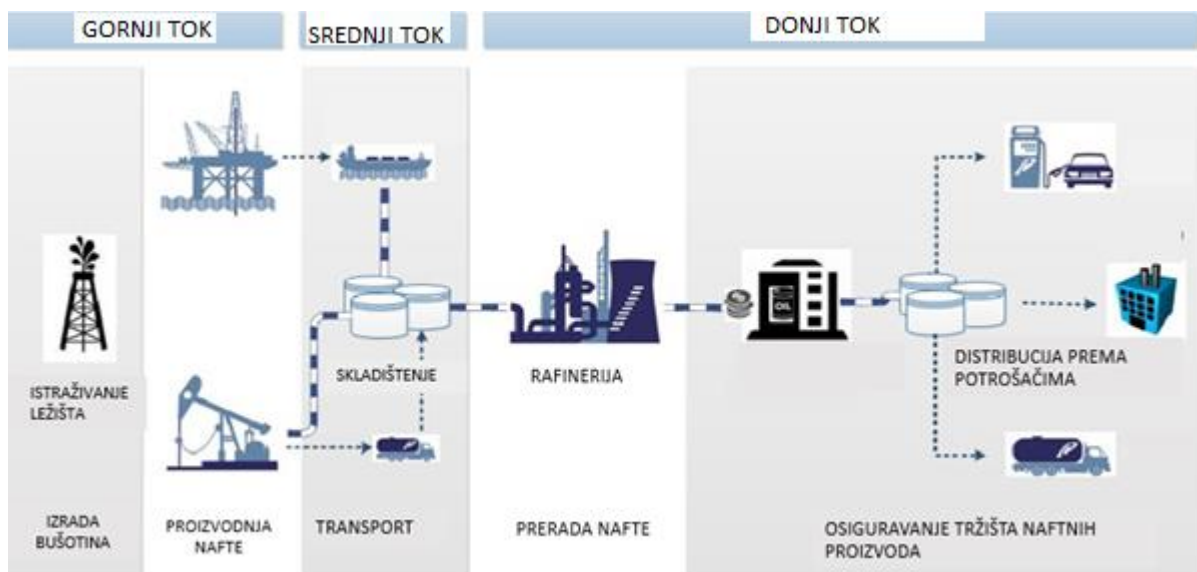 GORNJI TOK
SREDNJI TOK
DONJI TOK
ISTRAŽIVANJE
LEŽIŠTA
SKLADIŠTENJE
RAFINERIJA
OIL
DISTRIBUCIJA PREMA
POTROŠAČIMA
IZRADA
BUŠOTINA
PROIZVODNJA
NAFTE
TRANSPORT
PRERADA NAFTE
OSIGURAVANJE TRŽIŠTA NAFTNIH
PROIZVODA